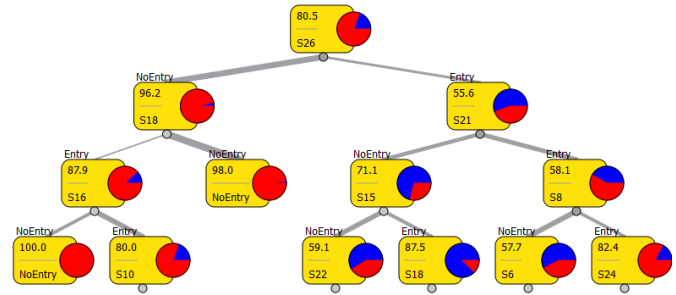 80.5
S26
NoEntry
Entry
96.2
S18
55.6
S21
Entry
NoEntry
NoEntry
Entry
87.9
S16
98.0
NoEntry
71.1
S15
58.1
S8
NoEntry
Entry
NoEntry
Entry
NoEntry
Entry
100.0
NoEntry
80.0
S10
59.1
S22
87.5
S18
57.7
S6
82.4
S24